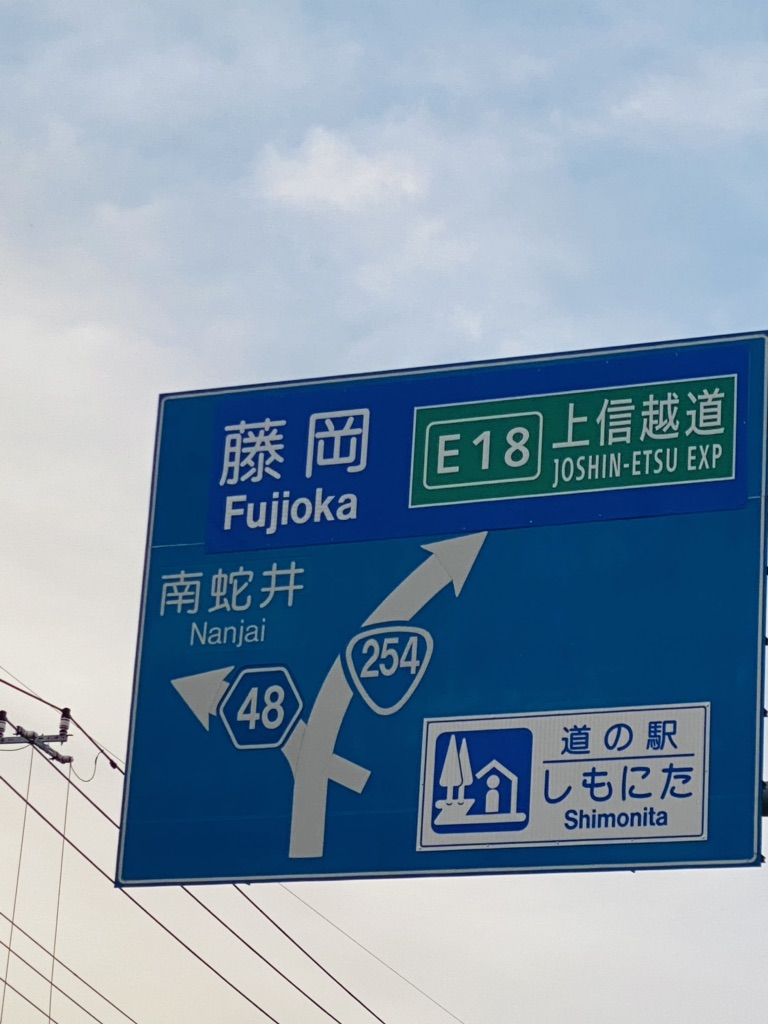 藤岡
Fujioka
E18
上信越道
JOSHIN-ETSU EXP
南蛇井
Nanjai
254
48
道の駅
しもにた
Shimonita